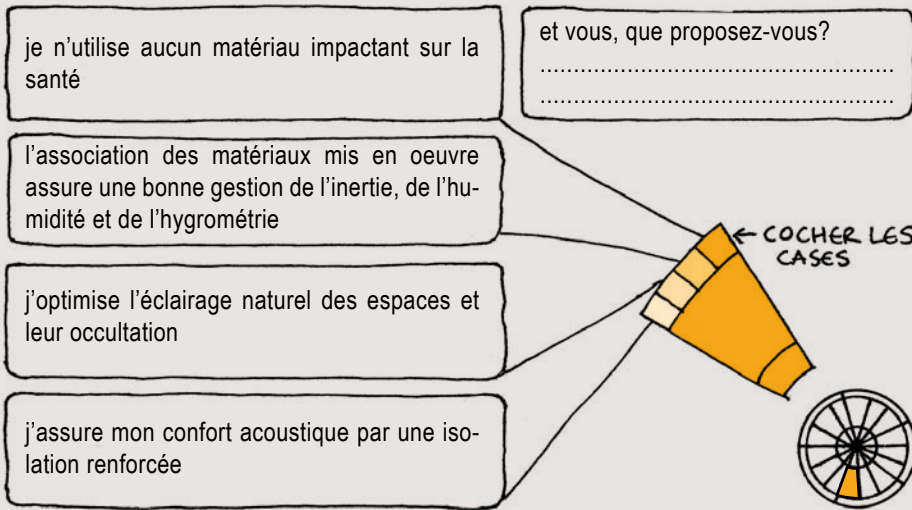 je n’utilise aucun matériau impactant sur la
santé
et vous, que proposez-vous?
.....................................................
.....................................................
l’association des matériaux mis en oeuvre
assure une bonne gestion de l’inertie, de l’hu-
midité et de l’hygrométrie
← COCHER LES
CASES
j’optimise l’éclairage naturel des espaces et
leur occultation
j’assure mon confort acoustique par une iso-
lation renforcée